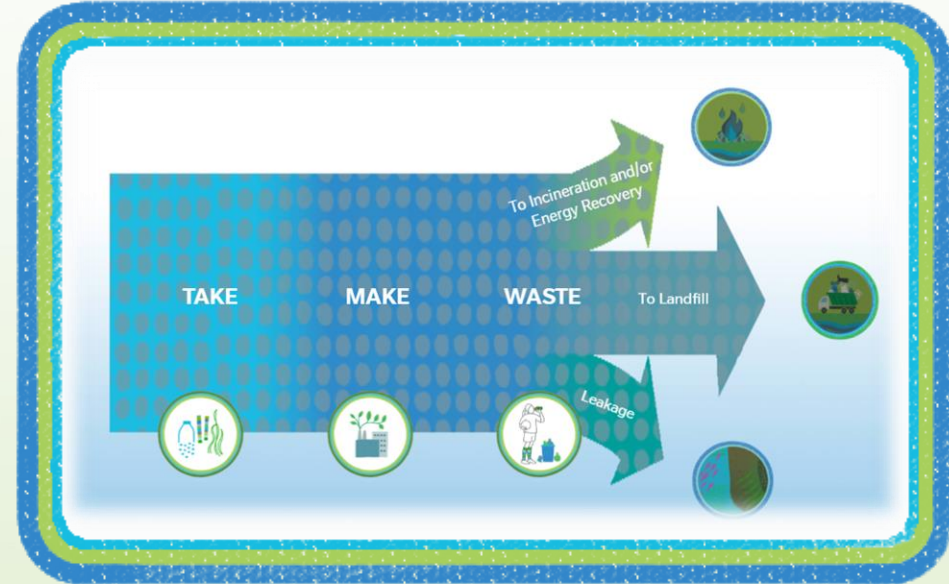 To Incineration and/or
Energy Recovery
TAKE
MAKE
WASTE
To Landfill
Leakage